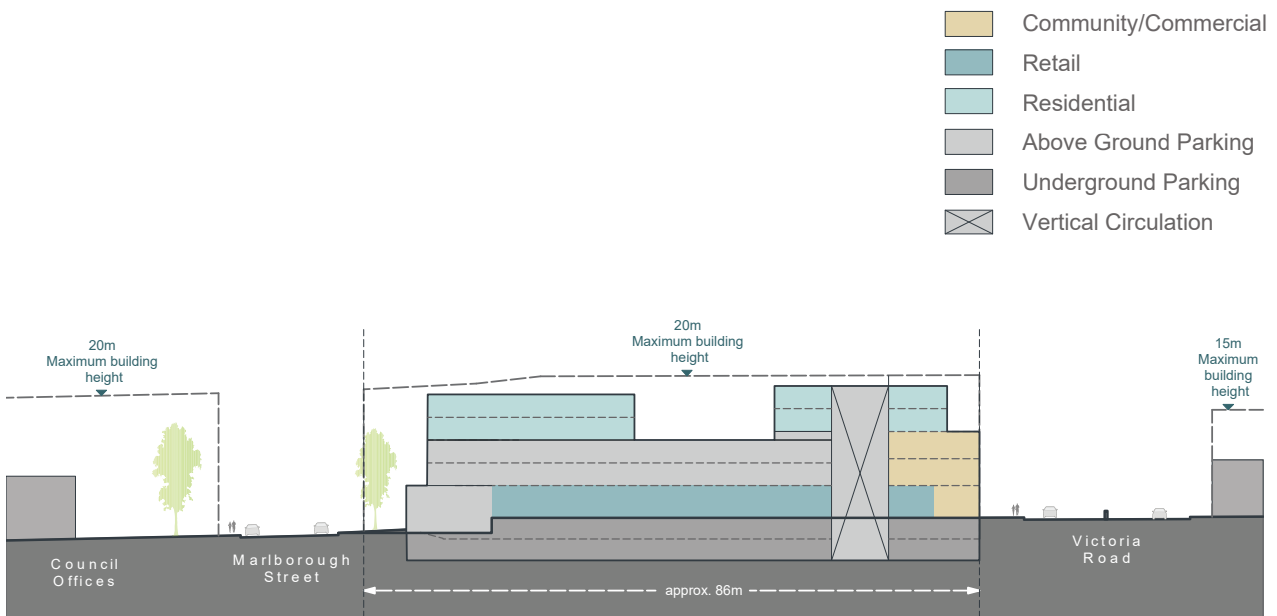 Community/Commercial
Retail
Residential
Above Ground Parking
Underground Parking
Vertical Circulation
20m
Maximum building
height
20m
Maximum building
height
15m
Maximum
building
height
Council
Offices
Marlborough
Street
Victoria
Road
approx. 86m